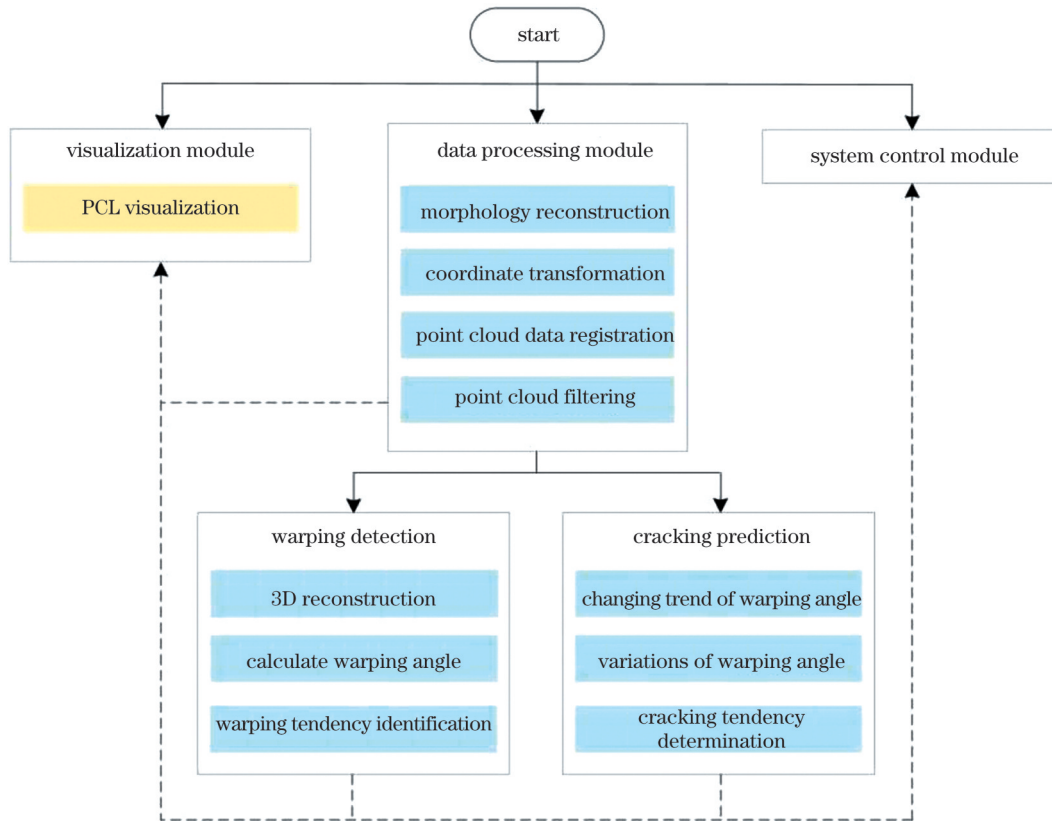 start
visualization module
PCL visualization
data processing module
morphology reconstruction
coordinate transformation
point cloud data registration
point cloud filtering
system control module
warping detection
3D reconstruction
calculate warping angle
warping tendency identification
cracking prediction
changing trend of warping angle
variations of warping angle
cracking tendency
determination